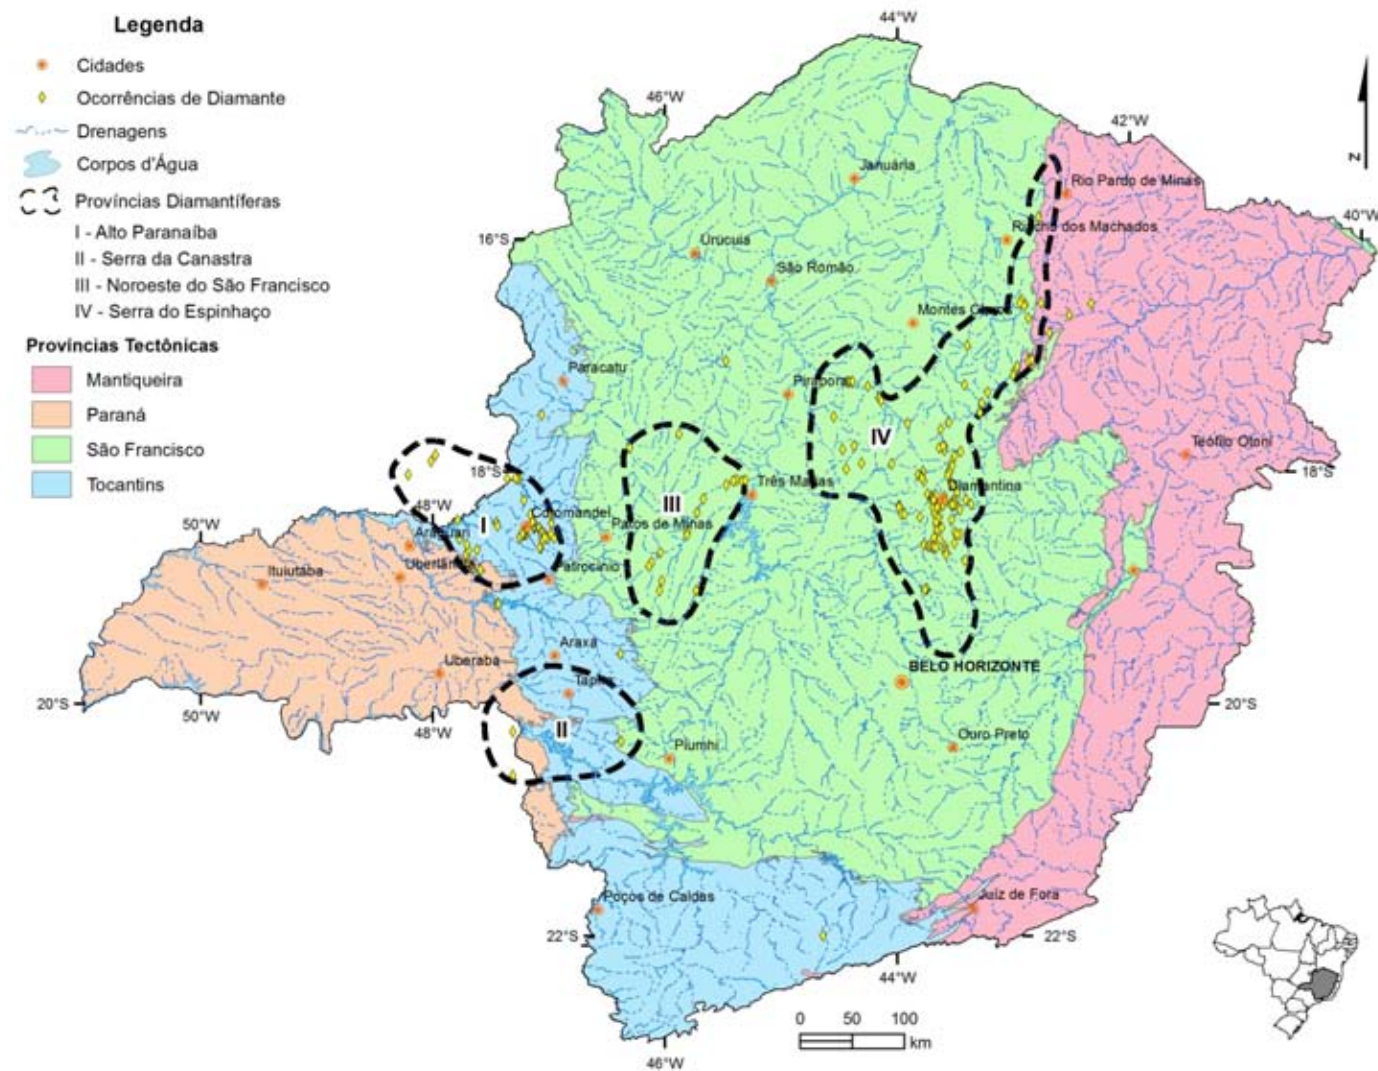 Legenda
Cidades
Ocorrências de Diamante
Drenagens
Corpos d'Água
Províncias Diamantíferas
I - Alto Paranaíba
II - Serra da Canastra
III - Noroeste do São Francisco
IV - Serra do Espinhaço
Províncias Tectônicas
Mantiqueira
Paraná
São Francisco
Tocantins
44°W
46°W
42°W
N
Januária
Rio Pardo de Minas
40°W
Riacho dos Machados
16°S
Urucuia
São Romão
Montes Claros
Paracatu
Pirapora
IV
Teófilo Otoni
18°S
18°S
Três Marias
Diamantina
III
48°W
I
Coromandel
Patos de Minas
50°W
Araguari
Ituiutaba
Uberlândia
Patrocínio
Araxá
Uberaba
BELO HORIZONTE
Tapira
20°S
50°W
20°S
48°W
II
Piumhi
Ouro Preto
Poços de Caldas
Juiz de Fora
22°S
22°S
44°W
0 50 100
km
46°W